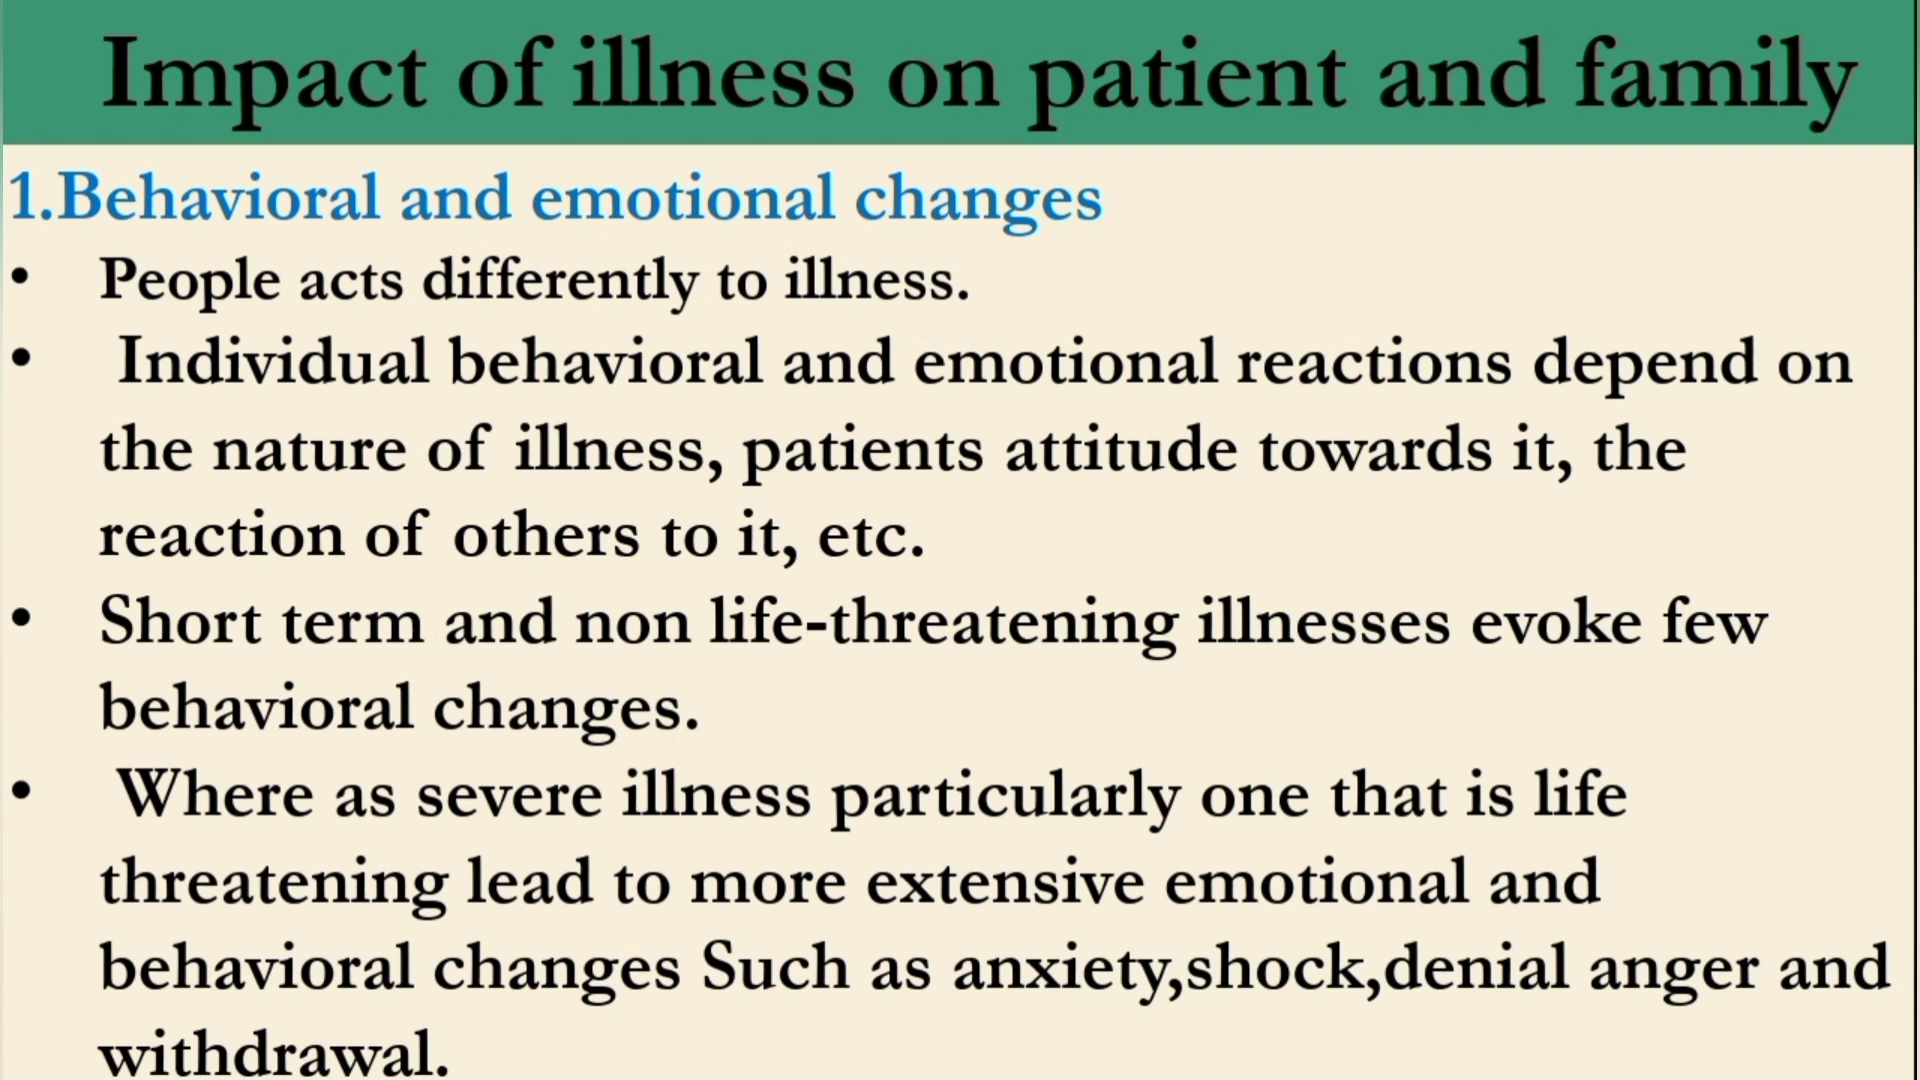 Impact of illness on patient and family
1.Behavioral and emotional changes
• People acts differently to illness.
• Individual behavioral and emotional reactions depend on
the nature of illness, patients attitude towards it, the
reaction of others to it, etc.
• Short term and non life-threatening illnesses evoke few
behavioral changes.
• Where as severe illness particularly one that is life
threatening lead to more extensive emotional and
behavioral changes Such as anxiety,shock,denial anger and
withdrawal.